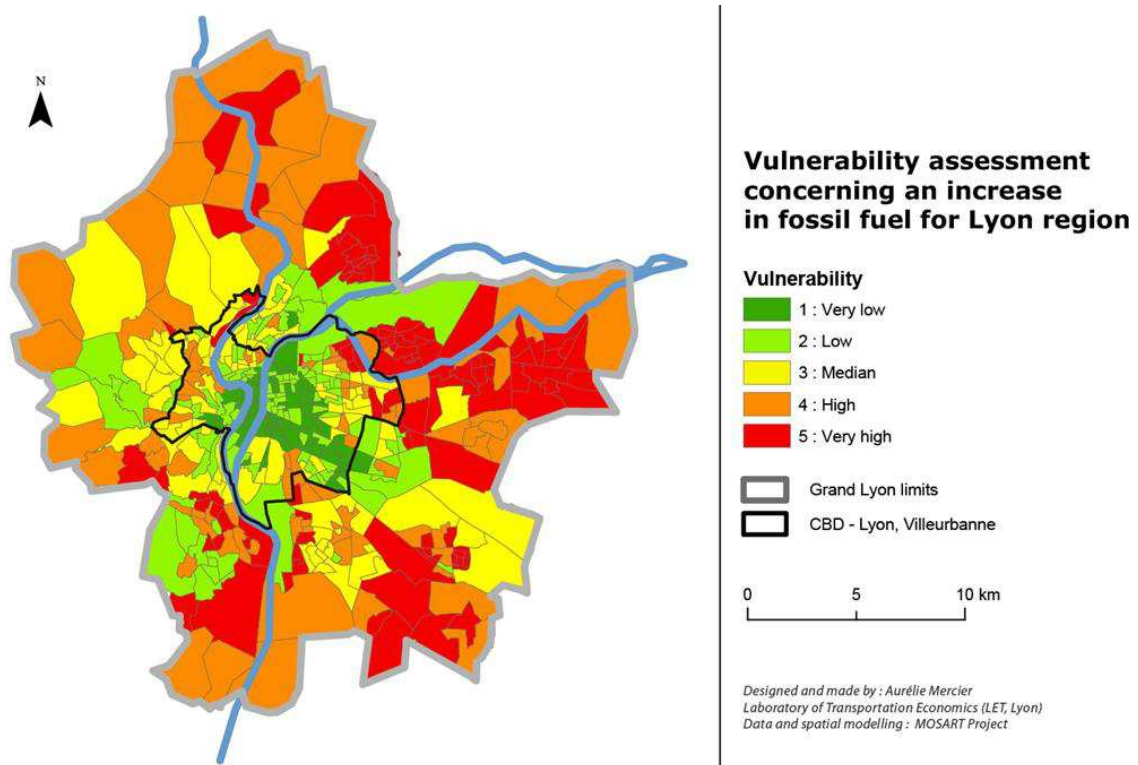 N
Vulnerability assessment
concerning an increase
in fossil fuel for Lyon region
Vulnerability
1 : Very low
2 : Low
3 : Median
4 : High
5 : Very high
Grand Lyon limits
CBD - Lyon, Villeurbanne
0 5 10 km
Designed and made by : Aurélie Mercier
Laboratory of Transportation Economics (LET, Lyon)
Data and spatial modelling : MOSART Project